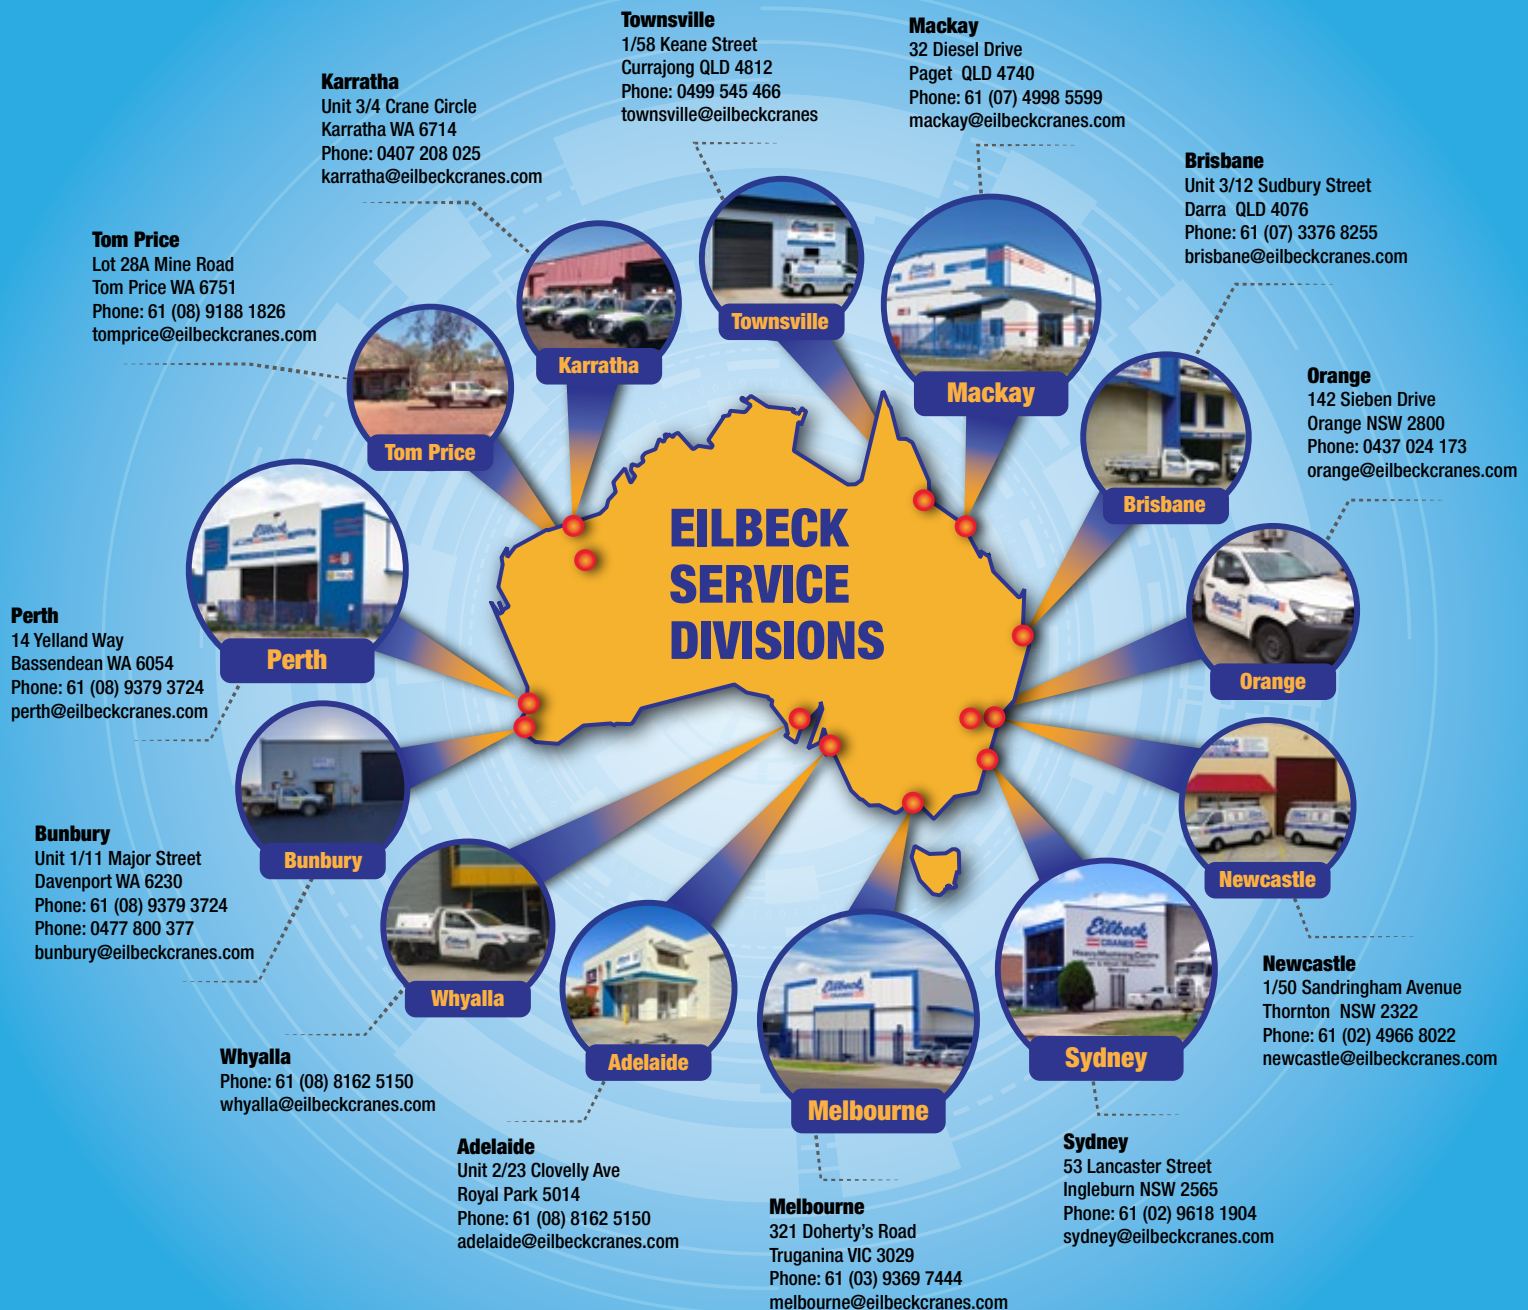 Townsville
1/58 Keane Street
Currajong QLD 4812
Phone: 0499 545 466
townsville@eilbeckcranes
Mackay
32 Diesel Drive
Paget QLD 4740
Phone: 61 (07) 4998 5599
mackay@eilbeckcranes.com
Karratha
Unit 3/4 Crane Circle
Karratha WA 6714
Phone: 0407 208 025
karratha@eilbeckcranes.com
Brisbane
Unit 3/12 Sudbury Street
Darra QLD 4076
Phone: 61 (07) 3376 8255
brisbane@eilbeckcranes.com
Tom Price
Lot 28A Mine Road
Tom Price WA 6751
Phone: 61 (08) 9188 1826
tomprice@eilbeckcranes.com
Orange
142 Sieben Drive
Orange NSW 2800
Phone: 0437 024 173
orange@eilbeckcranes.com
Townsville
Karratha
Mackay
Tom Price
Brisbane
EILBECK
SERVICE
DIVISIONS
Eilbeck
Perth
Orange
Perth
14 Yelland Way
Bassendean WA 6054
Phone: 61 (08) 9379 3724
perth@eilbeckcranes.com
Bunbury
Newcastle
Bunbury
Unit 1/11 Major Street
Davenport WA 6230
Phone: 61 (08) 9379 3724
Phone: 0477 800 377
bunbury@eilbeckcranes.com
Eilbeck
Whyalla
Adelaide
Eilbeck
Melbourne
Eilbeck
CRANES
Heavy Machining Centre
Sydney
Newcastle
1/50 Sandringham Avenue
Thornton NSW 2322
Phone: 61 (02) 4966 8022
newcastle@eilbeckcranes.com
Whyalla
Phone: 61 (08) 8162 5150
whyalla@eilbeckcranes.com
Adelaide
Unit 2/23 Clovelly Ave
Royal Park 5014
Phone: 61 (08) 8162 5150
adelaide@eilbeckcranes.com
Sydney
53 Lancaster Street
Ingleburn NSW 2565
Phone: 61 (02) 9618 1904
sydney@eilbeckcranes.com
Melbourne
321 Doherty's Road
Truganina VIC 3029
Phone: 61 (03) 9369 7444
melbourne@eilbeckcranes.com